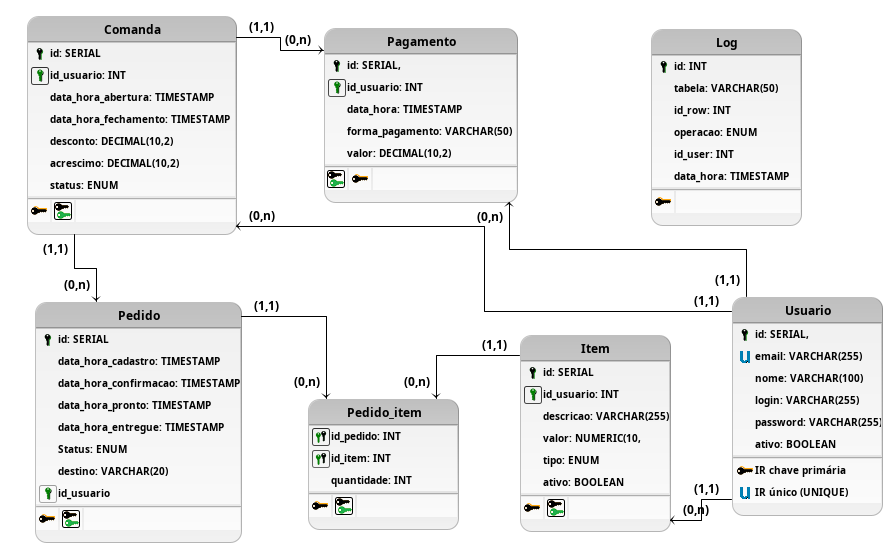 Comanda
id: SERIAL
id_usuario: INT
data_hora_abertura: TIMESTAMP
data_hora_fechamento: TIMESTAMP
desconto: DECIMAL(10,2)
acrescimo: DECIMAL(10,2)
status: ENUM
(1,1)
(0,n)
Pagamento
id: SERIAL,
id_usuario: INT
data_hora: TIMESTAMP
forma_pagamento: VARCHAR(50)
valor: DECIMAL(10,2)
Log
id: INT
tabela: VARCHAR(50)
id_row: INT
operacao: ENUM
id_user: INT
data_hora: TIMESTAMP
(0,n)
(0,n)
(1,1)
(0,n)
(1,1)
(1,1)
Pedido
id: SERIAL
data_hora_cadastro: TIMESTAMP
data_hora_confirmacao: TIMESTAMP
data_hora_pronto: TIMESTAMP
data_hora_entregue: TIMESTAMP
Status: ENUM
destino: VARCHAR(20)
id_usuario
(1,1)
(0,n)
(0,n)
(1,1)
Pedido_item
id_pedido: INT
id_item: INT
quantidade: INT
Item
id: SERIAL
id_usuario: INT
descricao: VARCHAR(255)
valor: NUMERIC(10,
tipo: ENUM
ativo: BOOLEAN
Usuario
id: SERIAL,
email: VARCHAR(255)
nome: VARCHAR(100)
login: VARCHAR(255)
password: VARCHAR(255)
ativo: BOOLEAN
IR chave primária
IR único (UNIQUE)
(1,1)
(0,n)